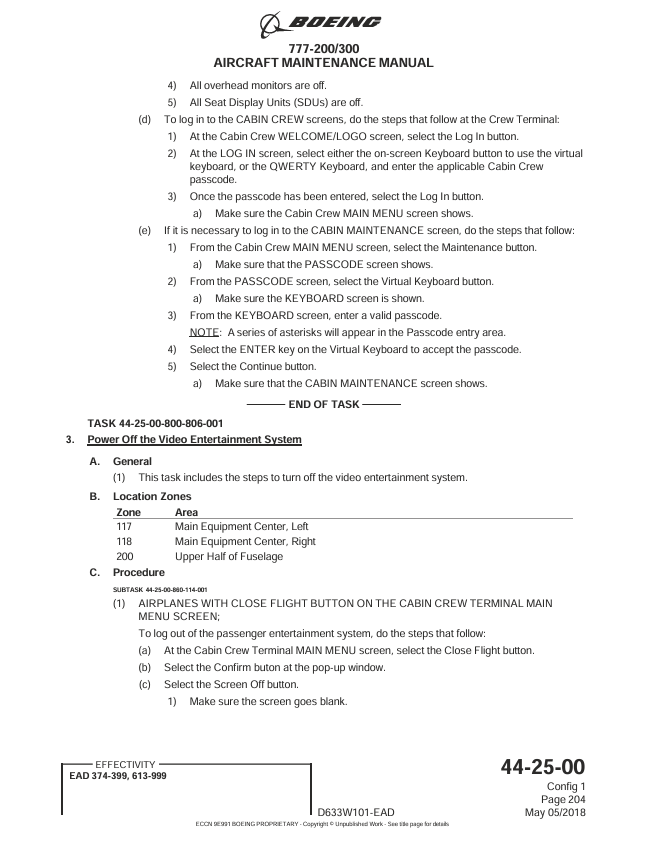 BOEING
777-200/300
AIRCRAFT MAINTENANCE MANUAL
4) All overhead monitors are off.
5) All Seat Display Units (SDUs) are off.
(d) To log in to the CABIN CREW screens, do the steps that follow at the Crew Terminal:
1) At the Cabin Crew WELCOME/LOGO screen, select the Log In button.
2) At the LOG IN screen, select either the on-screen Keyboard button to use the virtual
keyboard, or the QWERTY Keyboard, and enter the applicable Cabin Crew
passcode.
3) Once the passcode has been entered, select the Log In button.
a) Make sure the Cabin Crew MAIN MENU screen shows.
(e) If it is necessary to log in to the CABIN MAINTENANCE screen, do the steps that follow:
1) From the Cabin Crew MAIN MENU screen, select the Maintenance button.
a) Make sure that the PASSCODE screen shows.
2) From the PASSCODE screen, select the Virtual Keyboard button.
a) Make sure the KEYBOARD screen is shown.
3) From the KEYBOARD screen, enter a valid passcode.
NOTE: A series of asterisks will appear in the Passcode entry area.
4) Select the ENTER key on the Virtual Keyboard to accept the passcode.
5) Select the Continue button.
a) Make sure that the CABIN MAINTENANCE screen shows.
END OF TASK
TASK 44-25-00-800-806-001
3. Power Off the Video Entertainment System
A. General
(1) This task includes the steps to turn off the video entertainment system.
B. Location Zones
Zone Area
117 Main Equipment Center, Left
118 Main Equipment Center, Right
200 Upper Half of Fuselage
C. Procedure
SUBTASK 44-25-00-860-114-001
(1) AIRPLANES WITH CLOSE FLIGHT BUTTON ON THE CABIN CREW TERMINAL MAIN
MENU SCREEN;
To log out of the passenger entertainment system, do the steps that follow:
(a) At the Cabin Crew Terminal MAIN MENU screen, select the Close Flight button.
(b) Select the Confirm buton at the pop-up window.
(c) Select the Screen Off button.
1) Make sure the screen goes blank.
EFFECTIVITY
EAD 374-399, 613-999
44-25-00
Config 1
Page 204
May 05/2018
D633W101-EAD
ECCN 9E991 BOEING PROPRIETARY - Copyright © Unpublished Work - See title page for details